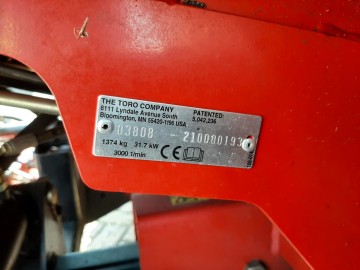 THE TORO COMPANY
8111 Lyndale Avenue South
Bloomington, MN 55420-1196 USA
PATENTED:
5,042,236
03808 - 210000193
1374 kg 31.7 kW
3000 1/min
CE